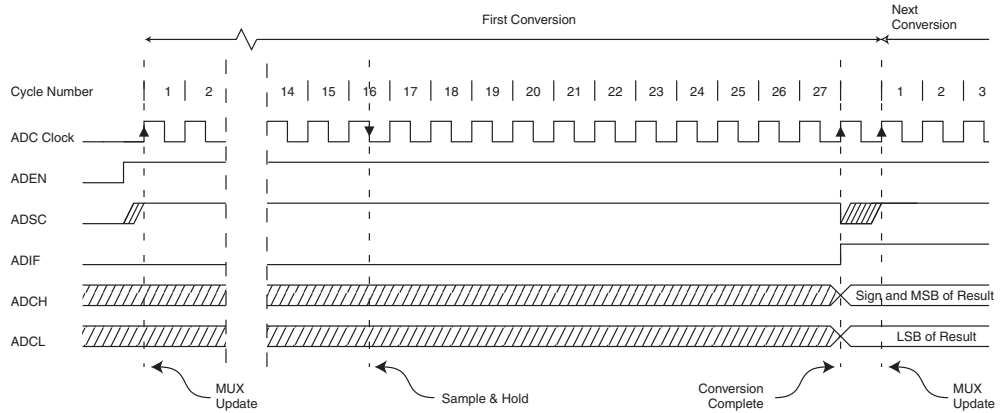 First Conversion
Next
Conversion
Cycle Number 1 2 14 15 16 17 18 19 20 21 22 23 24 25 26 27 1 2 3
ADC Clock
ADEN
ADSC
ADIF
ADCH
Sign and MSB of Result
ADCL
LSB of Result
MUX
Update
Sample & Hold
Conversion
Complete
MUX
Update